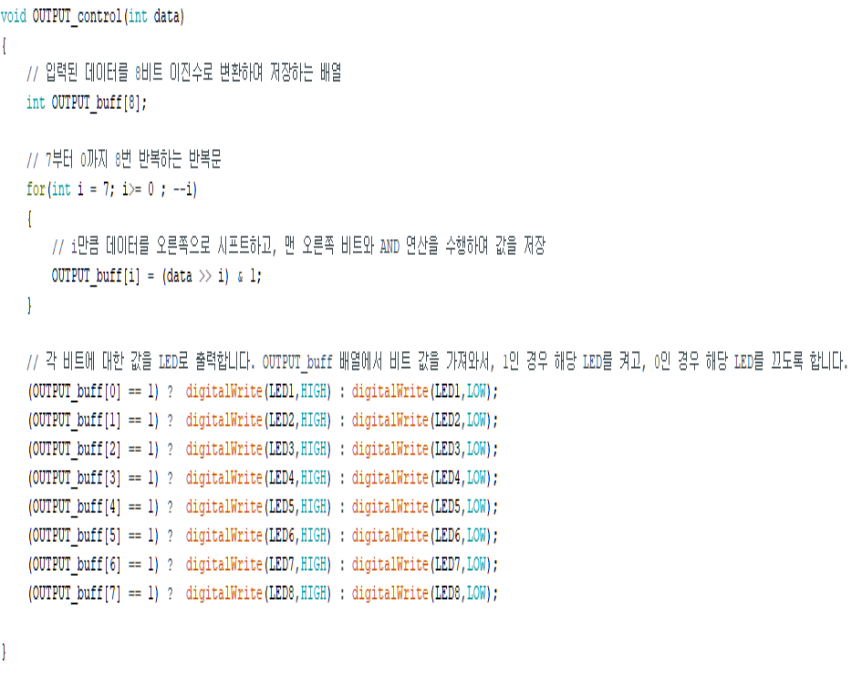 void OUTPUT_control(int data)
{
// 입력된 데이터를 8비트 이진수로 변환하여 저장하는 배열
int OUTPUT_buff[8];
// 7부터 0까지 8번 반복하는 반복문
for(int i = 7; i>= 0 ; --i)
{
// i만큼 데이터를 오른쪽으로 시프트하고, 맨 오른쪽 비트와 AND 연산을 수행하여 값을 저장
OUTPUT_buff[i] = (data >> i) & 1;
}
// 각 비트에 대한 값을 LED로 출력합니다. OUTPUT_buff 배열에서 비트 값을 가져와서, 1인 경우 해당 LED를 켜고, 0인 경우 해당 LED를 끄도록 합니다.
(OUTPUT_buff[0] == 1) ? digitalWrite(LED1,HIGH) : digitalWrite(LED1,LOW);
(OUTPUT_buff[1] == 1) ? digitalWrite(LED2,HIGH) : digitalWrite(LED2,LOW);
(OUTPUT_buff[2] == 1) ? digitalWrite(LED3,HIGH) : digitalWrite(LED3,LOW);
(OUTPUT_buff[3] == 1) ? digitalWrite(LED4,HIGH) : digitalWrite(LED4,LOW);
(OUTPUT_buff[4] == 1) ? digitalWrite(LED5,HIGH) : digitalWrite(LED5,LOW);
(OUTPUT_buff[5] == 1) ? digitalWrite(LED6,HIGH) : digitalWrite(LED6,LOW);
(OUTPUT_buff[6] == 1) ? digitalWrite(LED7,HIGH) : digitalWrite(LED7,LOW);
(OUTPUT_buff[7] == 1) ? digitalWrite(LED8,HIGH) : digitalWrite(LED8,LOW);
}